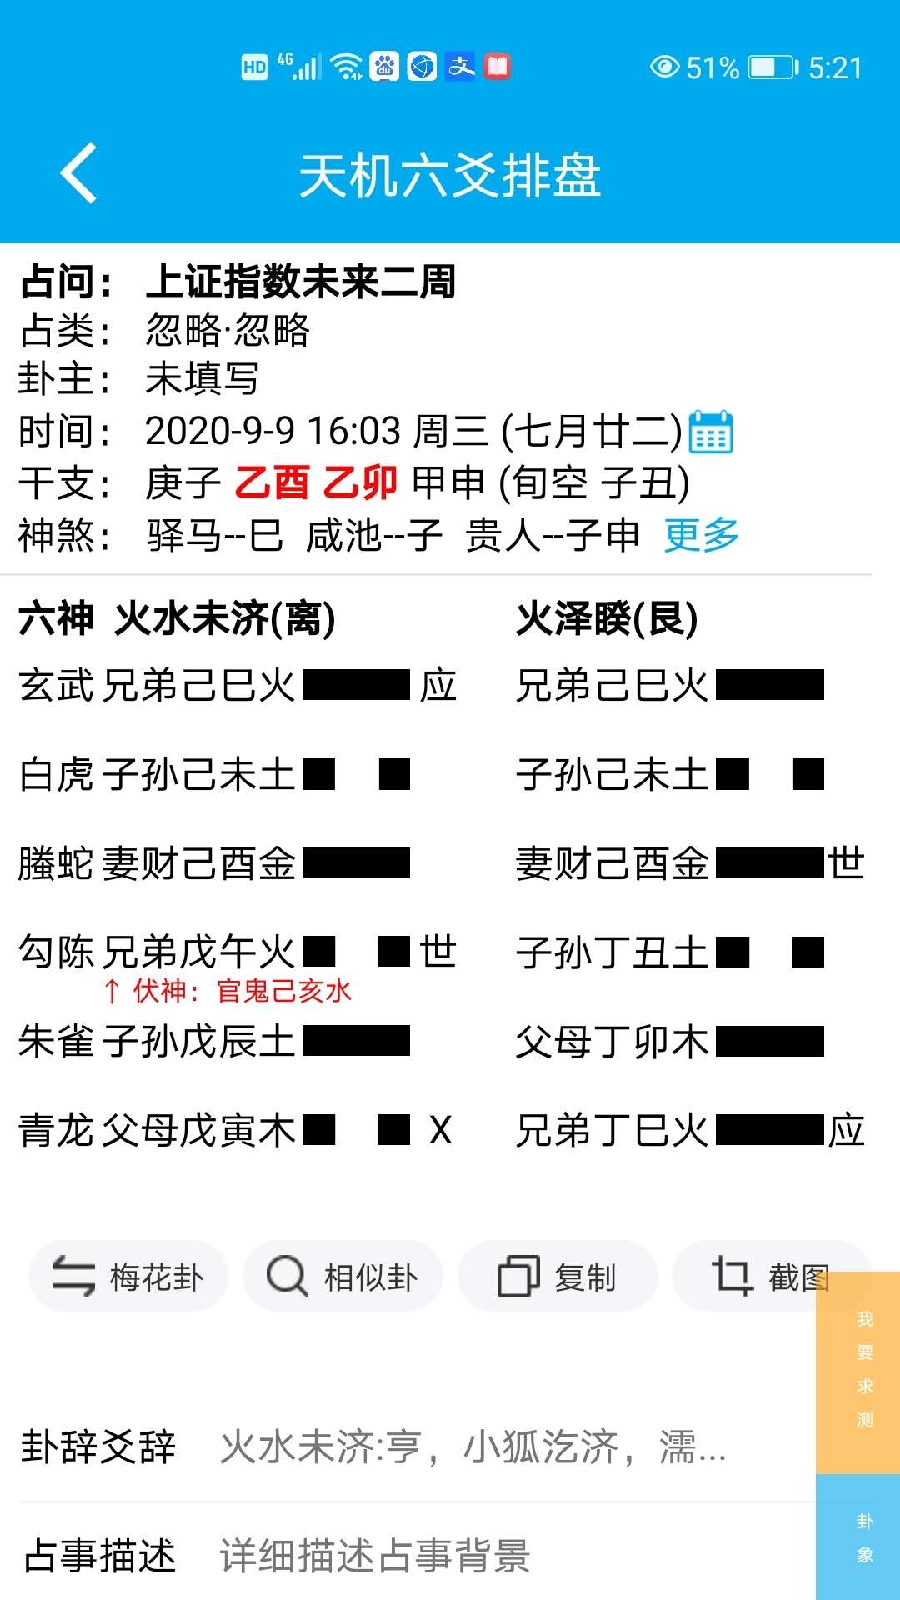 HD 4G 51% 5:21
天机六爻排盘
占问： 上证指数未来二周
占类： 忽略·忽略
卦主： 未填写
时间： 2020-9-9 16:03 周三 (七月廿二)
干支： 庚子 乙酉 乙卯 甲申 (旬空 子丑)
神煞： 驿马--巳 咸池--子 贵人--子申 更多
六神 火水未济(离) 火泽睽(艮)
玄武 兄弟己巳火 应 兄弟己巳火
白虎 子孙己未土 子孙己未土
螣蛇 妻财己酉金 妻财己酉金 世
勾陈 兄弟戊午火 世 子孙丁丑土
↑ 伏神：官鬼己亥水
朱雀 子孙戊辰土 父母丁卯木
青龙 父母戊寅木 X 兄弟丁巳火 应
梅花卦 相似卦 复制 截图
我要求测
卦辞爻辞 火水未济:亨，小狐汔济，濡...
卦象
占事描述 详细描述占事背景